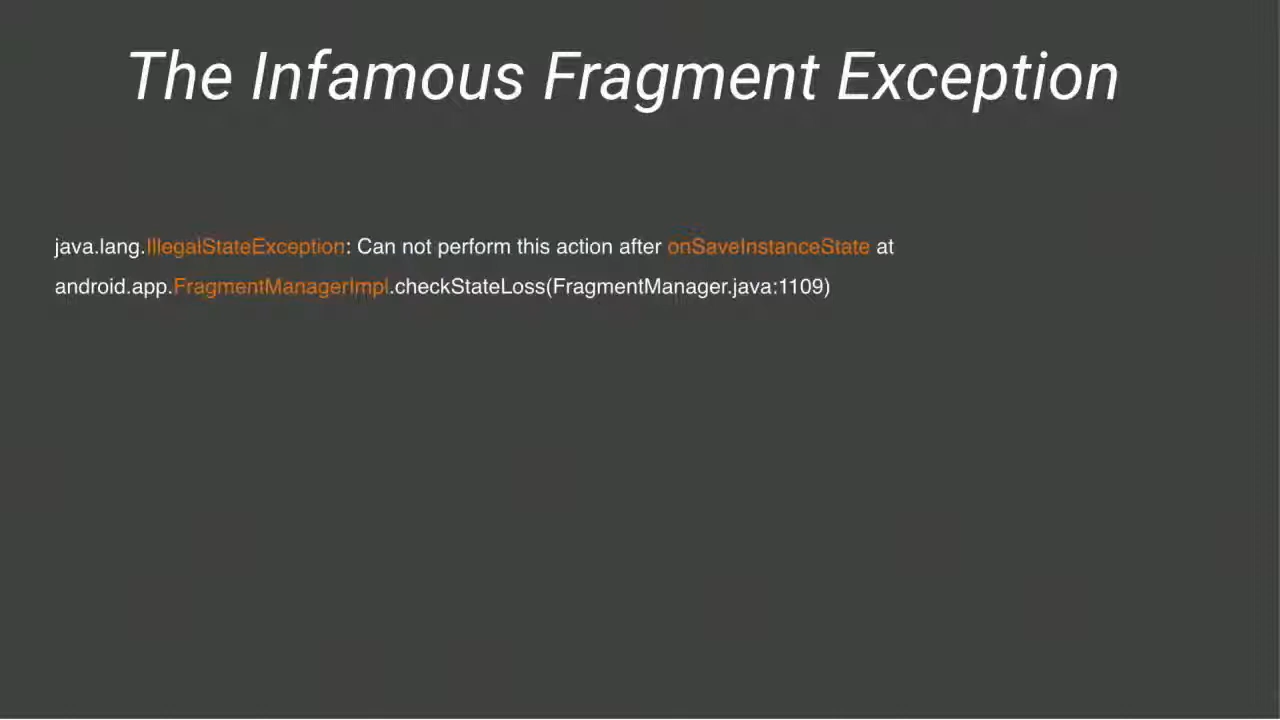 The Infamous Fragment Exception
java.lang.IllegalStateException: Can not perform this action after onSaveInstanceState at
android.app.FragmentManagerImpl.checkStateLoss(FragmentManager.java:1109)